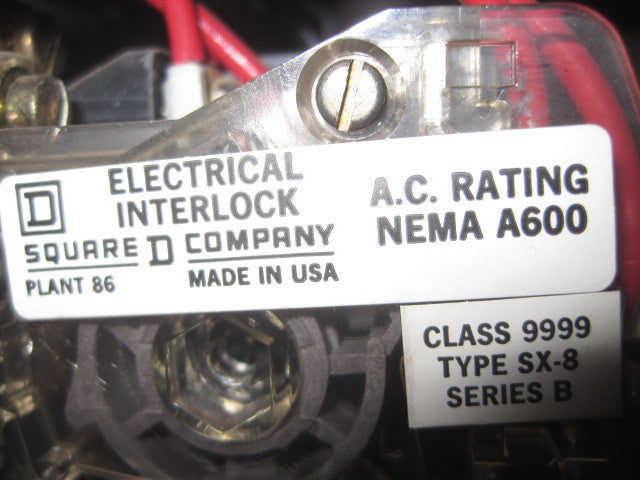 D
ELECTRICAL
INTERLOCK
SQUARE D COMPANY
PLANT 86 MADE IN USA
A.C. RATING
NEMA A600
CLASS 9999
TYPE SX-8
SERIES B